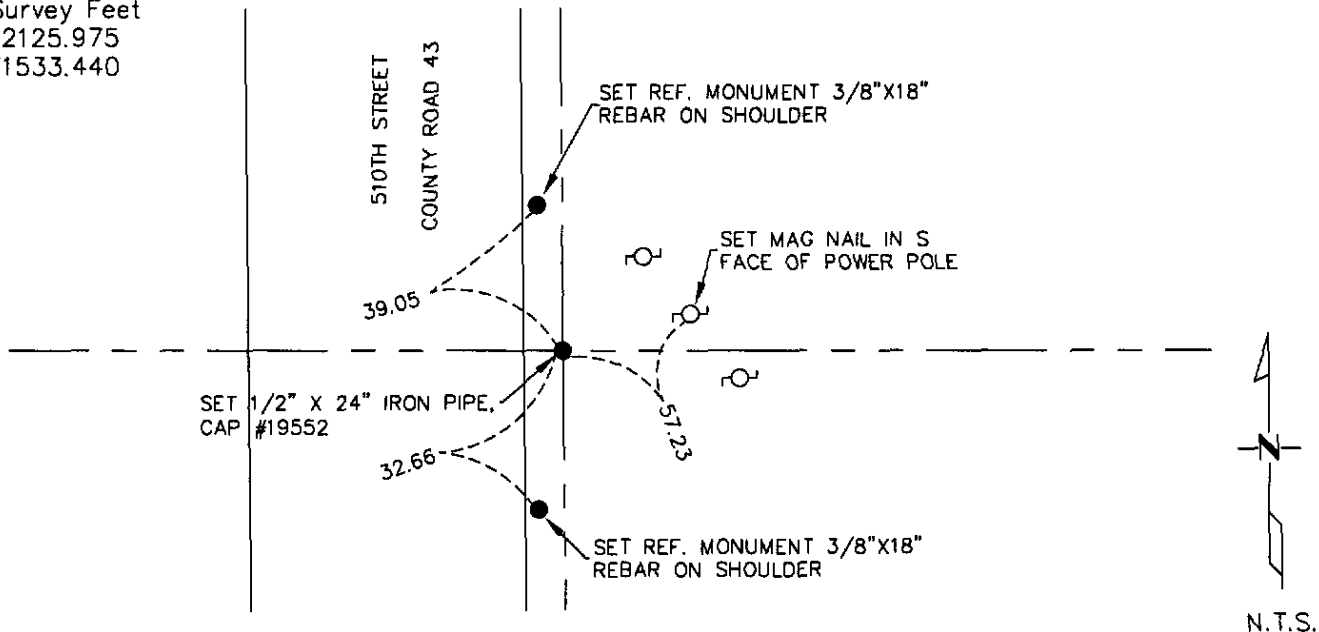 Survey Feet
2125.975
1533.440
510TH STREET
COUNTY ROAD 43
SET REF. MONUMENT 3/8"X18"
REBAR ON SHOULDER
SET MAG NAIL IN S
FACE OF POWER POLE
39.05
SET 1/2" X 24" IRON PIPE,
CAP #19552
57.23
32.66
SET REF. MONUMENT 3/8"X18"
REBAR ON SHOULDER
N
N.T.S.